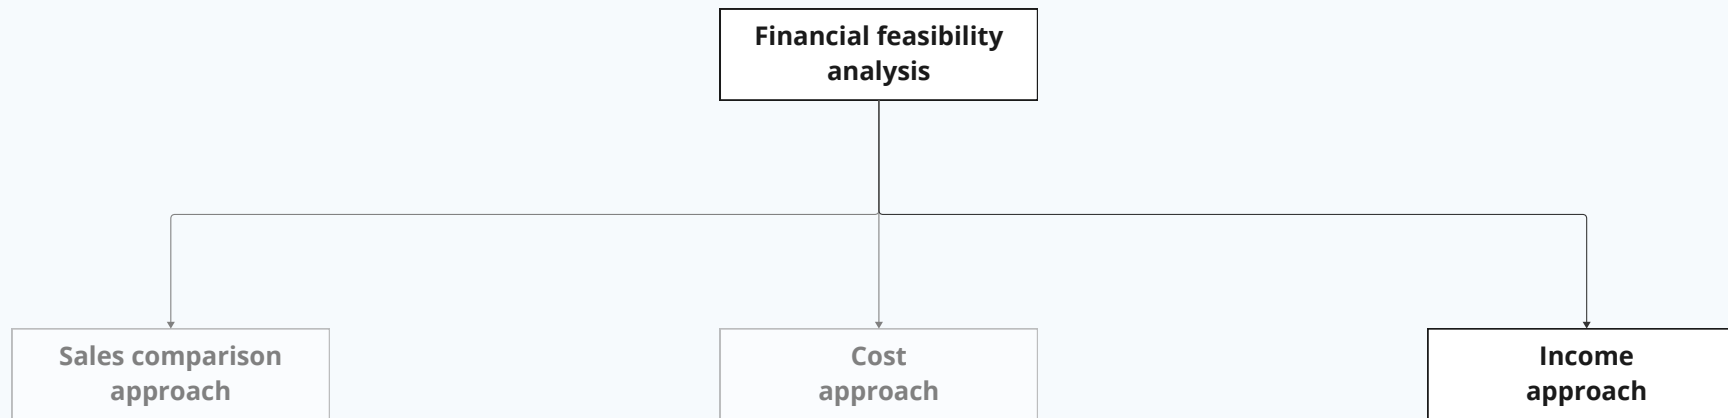 Financial feasibility
analysis
Sales comparison
approach
Cost
approach
Income
approach